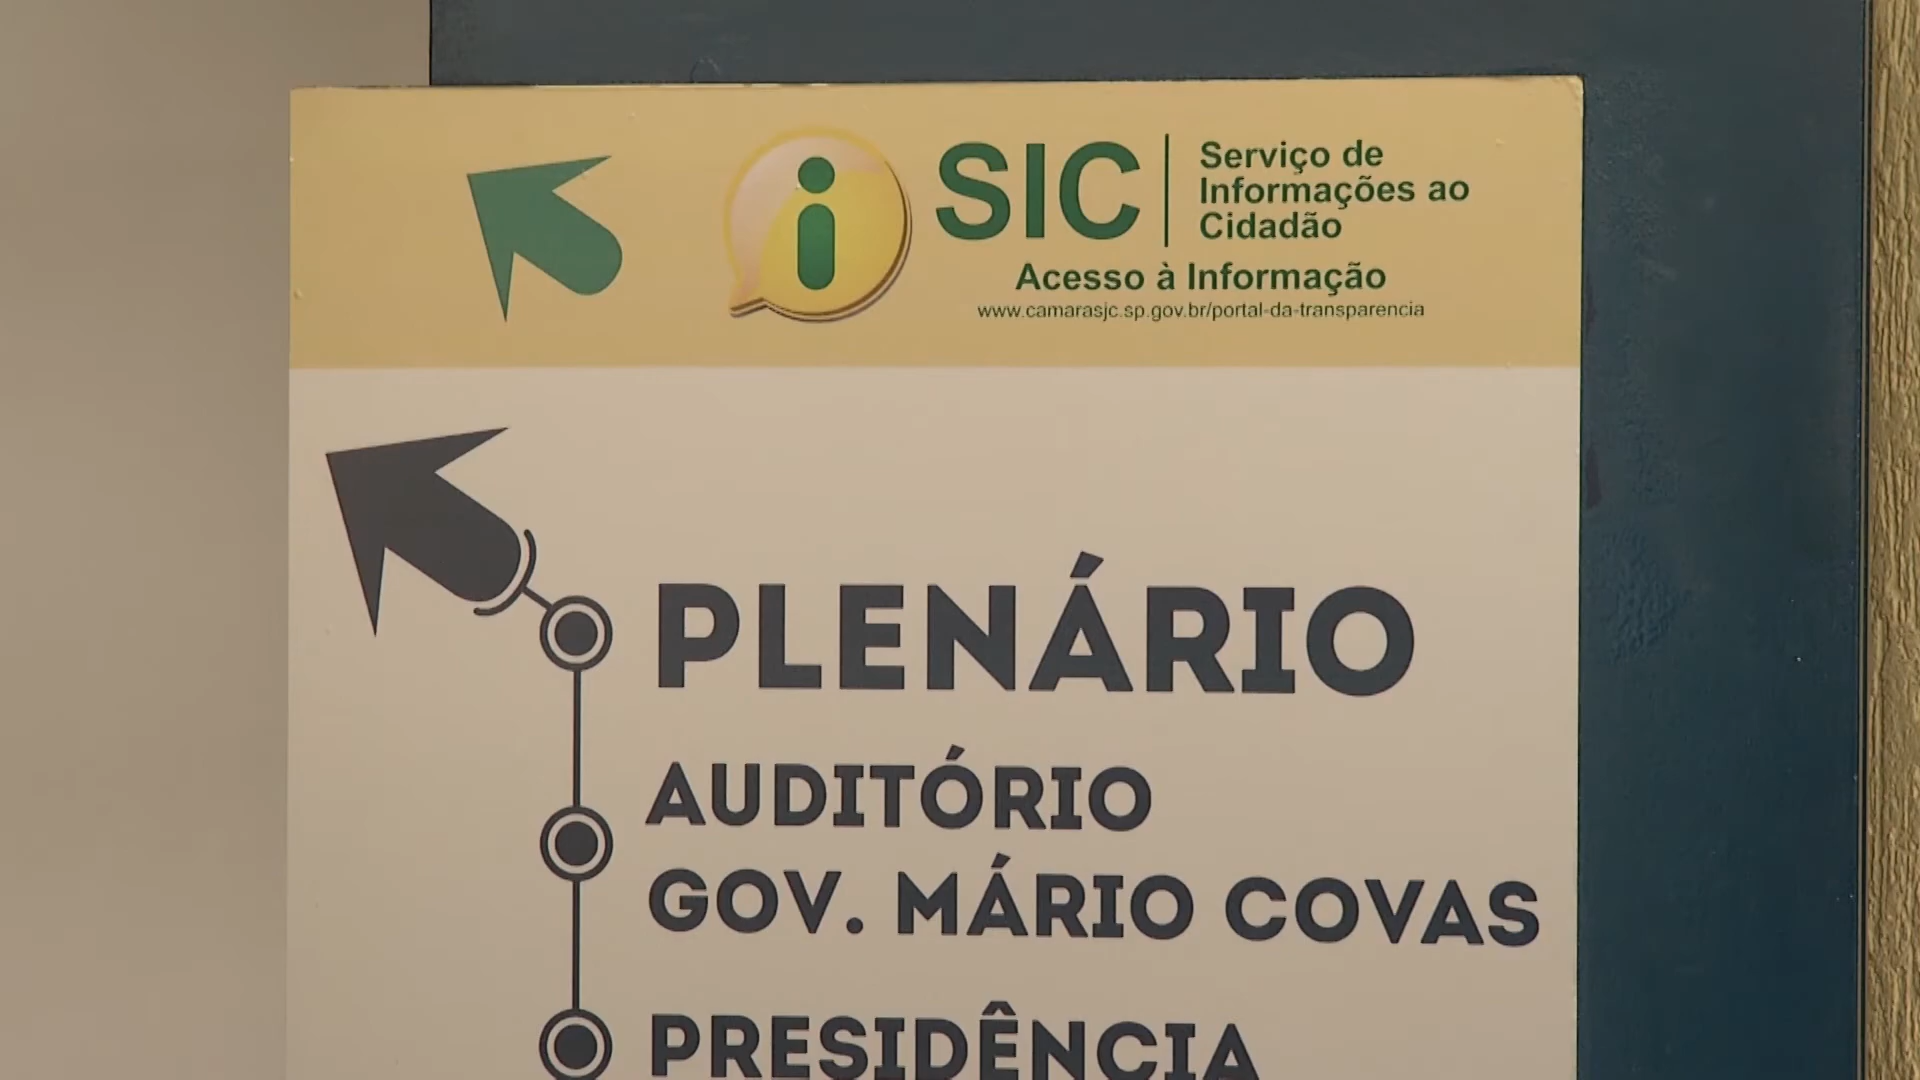 SIC
Serviço de
Informações ao
Cidadão
Acesso à Informação
www.camarasjc.sp.gov.br/portal-da-transparencia
PLENÁRIO
AUDITÓRIO
GOV. MÁRIO COVAS
PRESIDÊNCIA